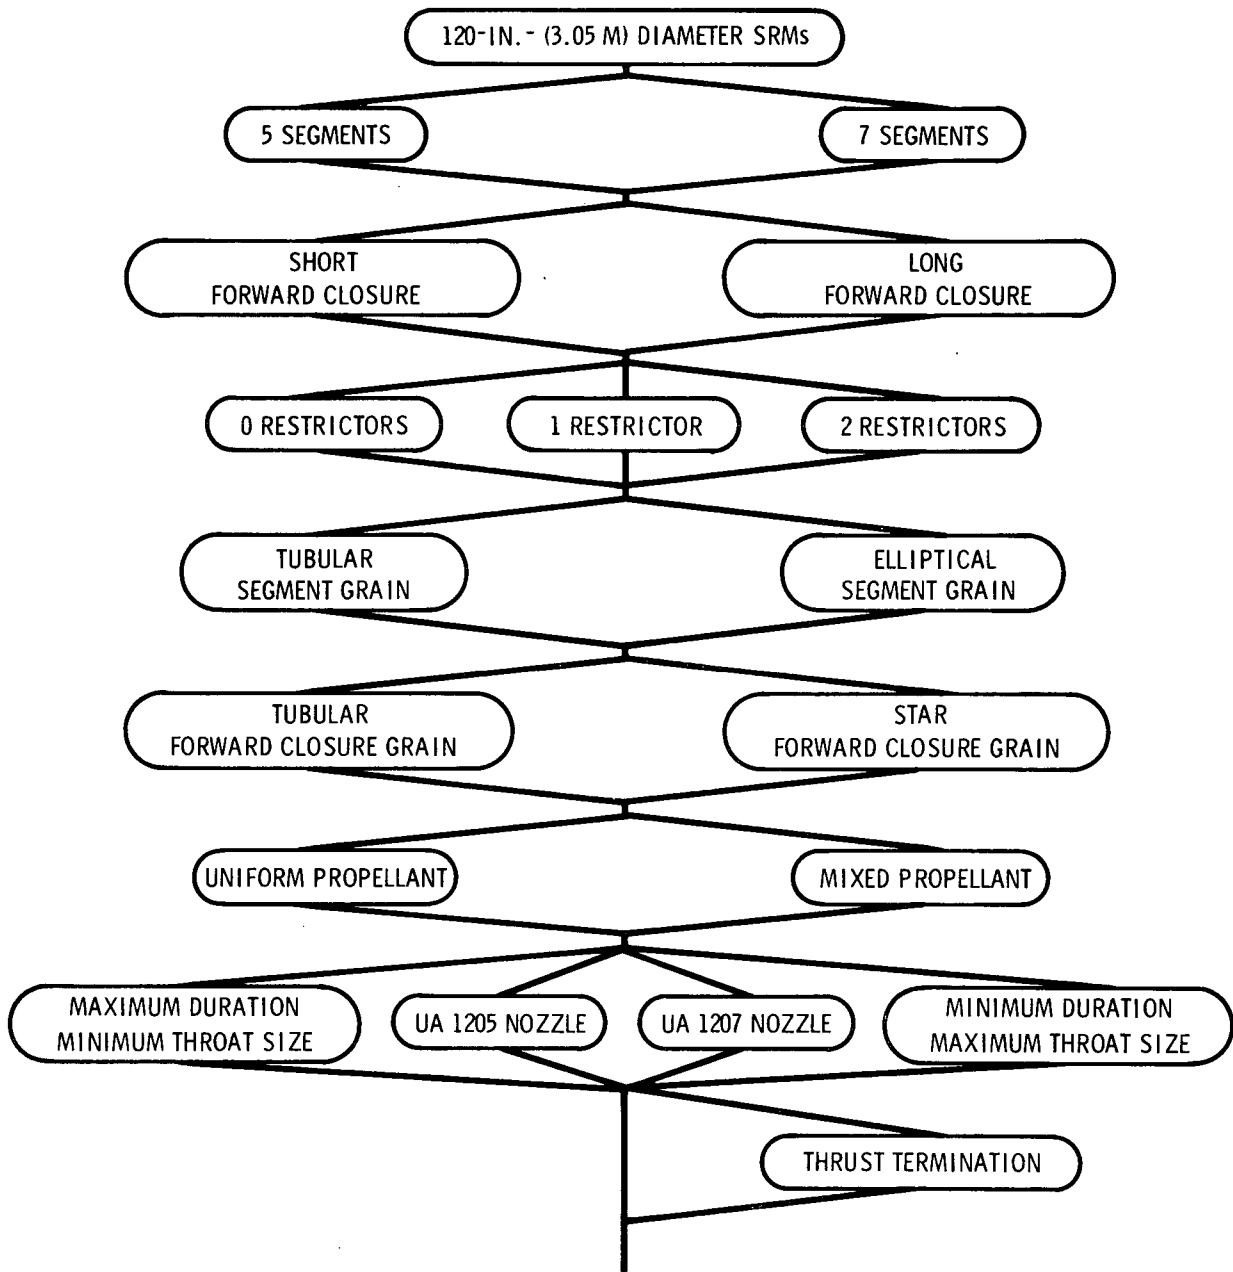 120-IN.- (3.05 M) DIAMETER SRMs
5 SEGMENTS
7 SEGMENTS
SHORT
FORWARD CLOSURE
LONG
FORWARD CLOSURE
0 RESTRICTORS
1 RESTRICTOR
2 RESTRICTORS
TUBULAR
SEGMENT GRAIN
ELLIPTICAL
SEGMENT GRAIN
TUBULAR
FORWARD CLOSURE GRAIN
STAR
FORWARD CLOSURE GRAIN
UNIFORM PROPELLANT
MIXED PROPELLANT
MAXIMUM DURATION
MINIMUM THROAT SIZE
UA 1205 NOZZLE
UA 1207 NOZZLE
MINIMUM DURATION
MAXIMUM THROAT SIZE
THRUST TERMINATION